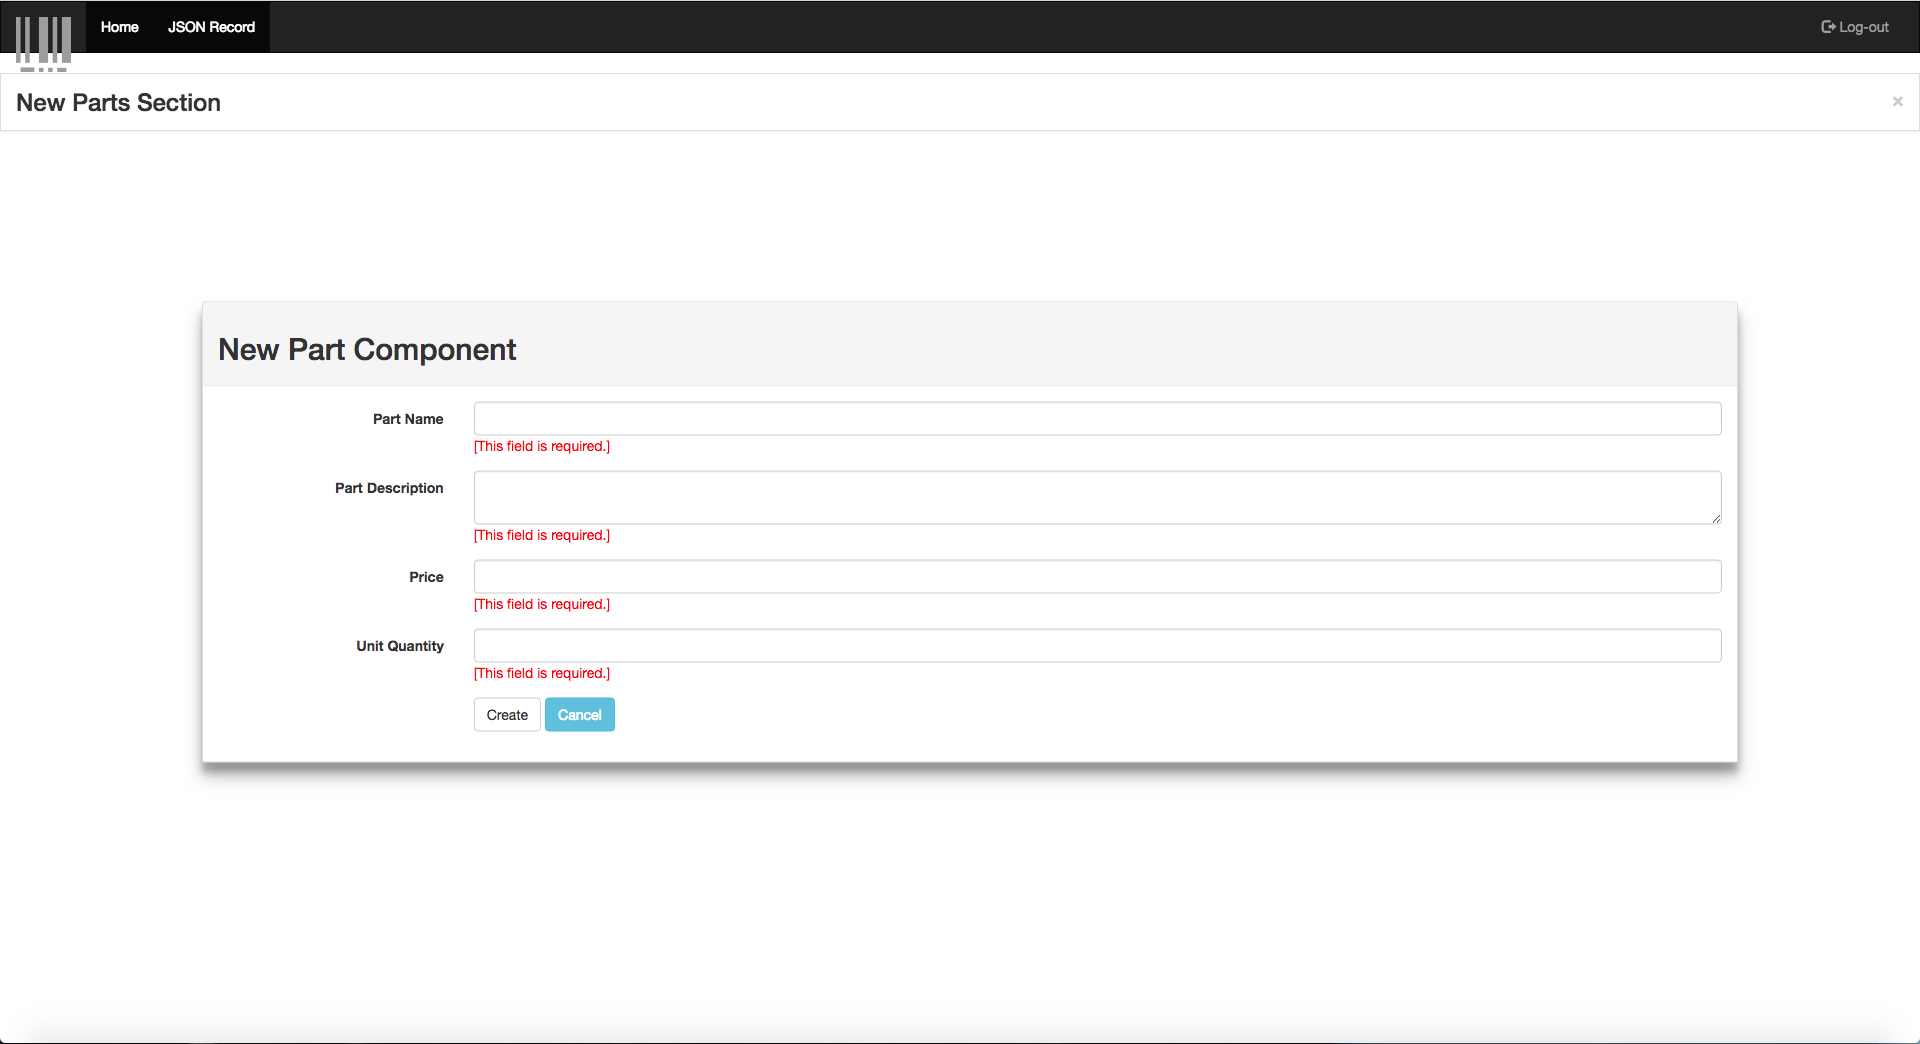 Home JSON Record Log-out
New Parts Section ×
New Part Component
Part Name
[This field is required.]
Part Description
[This field is required.]
Price
[This field is required.]
Unit Quantity
[This field is required.]
Create Cancel